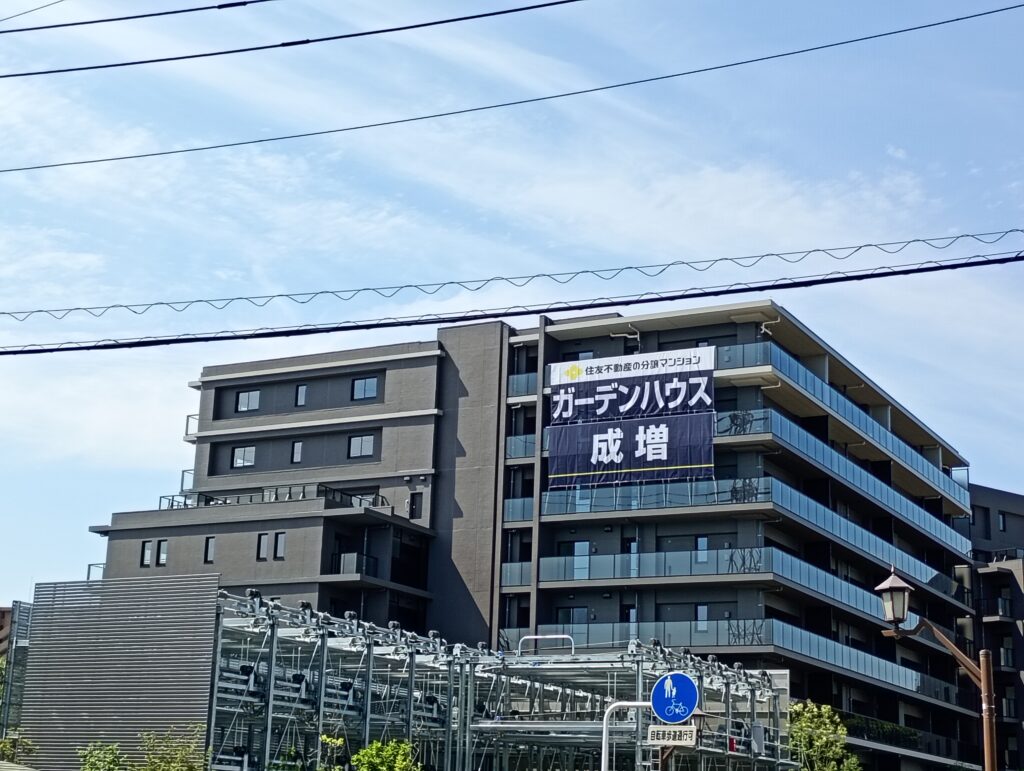 住友不動産の分譲マンション
ガーデンハウス
成増
自転車歩道通行可